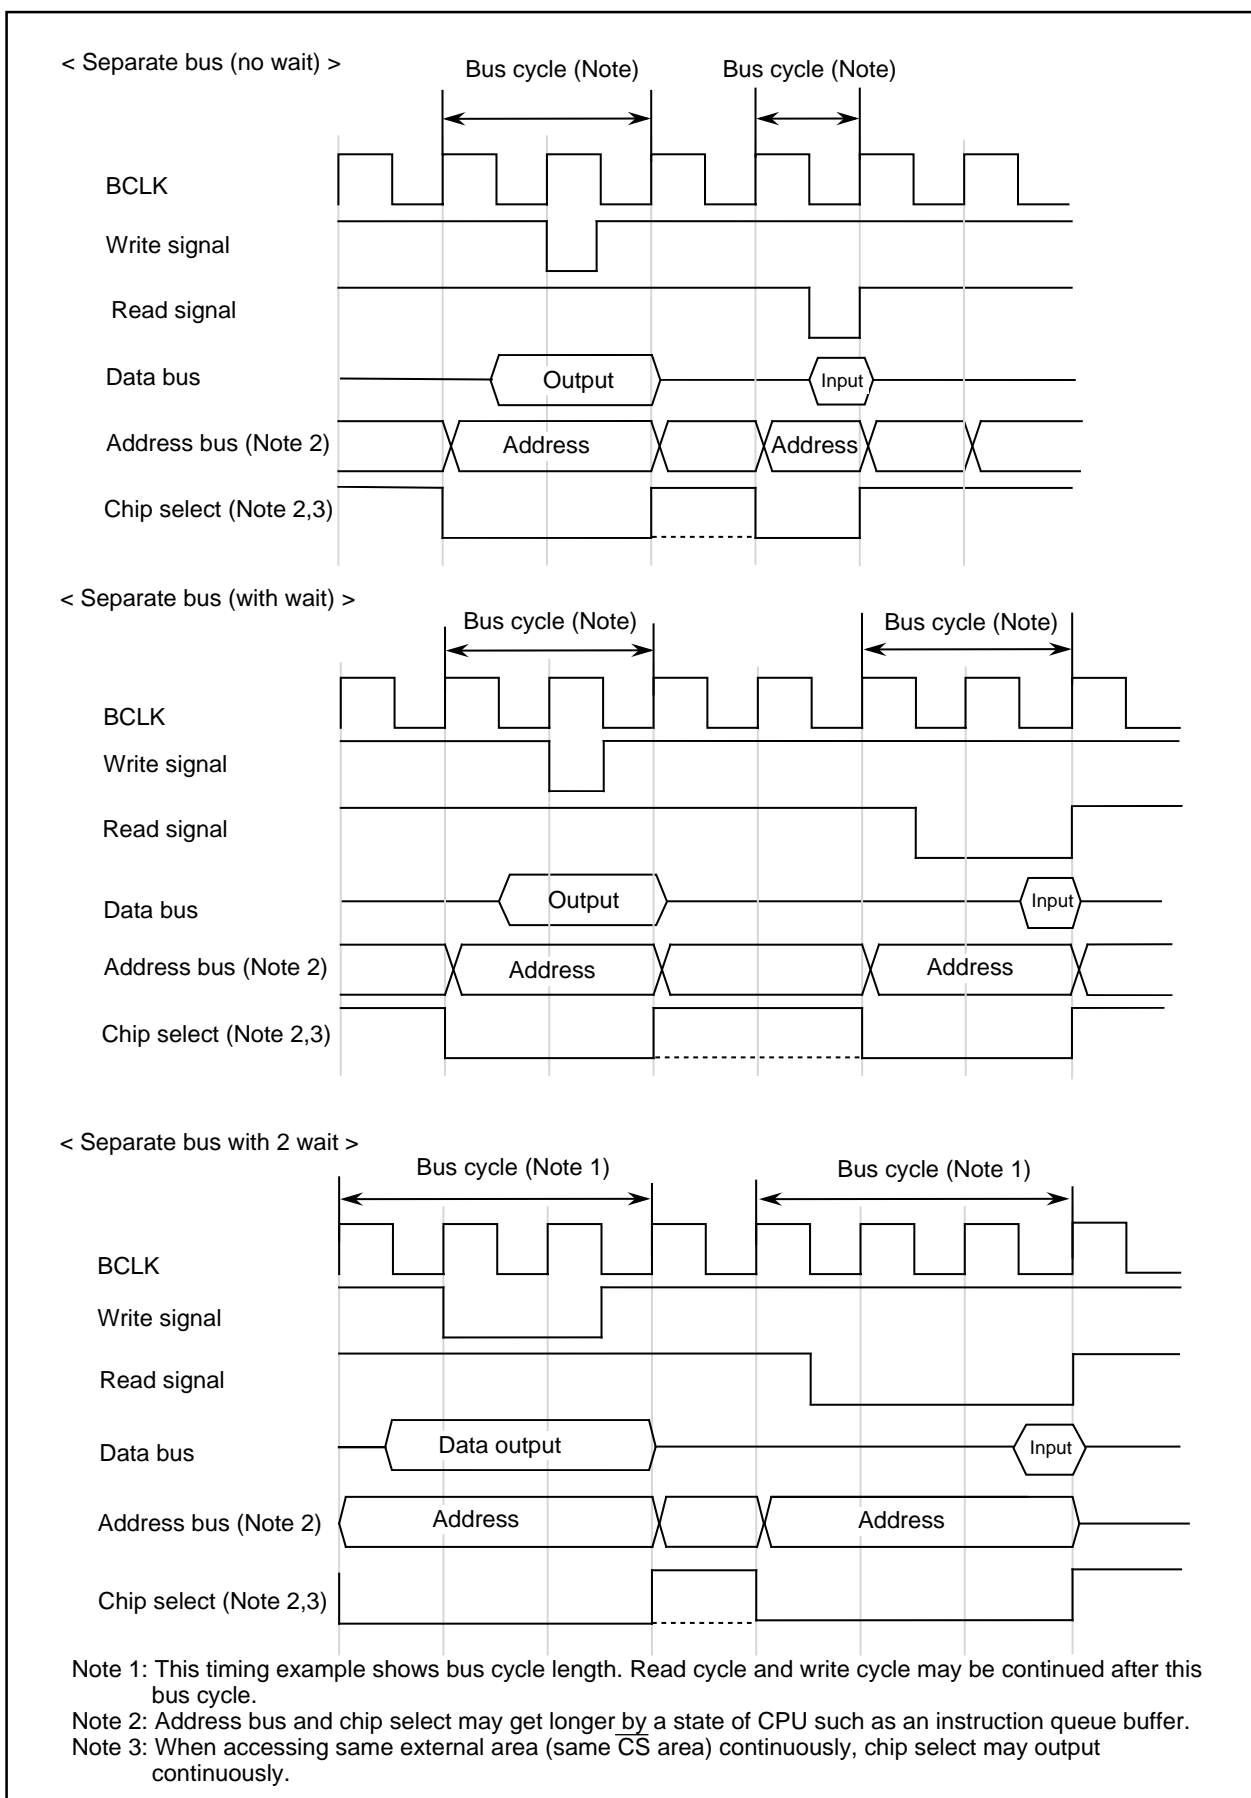 < Separate bus (no wait) >
Bus cycle (Note)
Bus cycle (Note)
BCLK
Write signal
Read signal
Data bus
Output
Input
Address bus (Note 2)
Address
Address
Chip select (Note 2,3)
< Separate bus (with wait) >
Bus cycle (Note)
Bus cycle (Note)
BCLK
Write signal
Read signal
Data bus
Output
Input
Address bus (Note 2)
Address
Address
Chip select (Note 2,3)
< Separate bus with 2 wait >
Bus cycle (Note 1)
Bus cycle (Note 1)
BCLK
Write signal
Read signal
Data bus
Data output
Input
Address bus (Note 2)
Address
Address
Chip select (Note 2,3)
Note 1: This timing example shows bus cycle length. Read cycle and write cycle may be continued after this
bus cycle.
Note 2: Address bus and chip select may get longer by a state of CPU such as an instruction queue buffer.
Note 3: When accessing same external area (same C̅S̅ area) continuously, chip select may output
continuously.